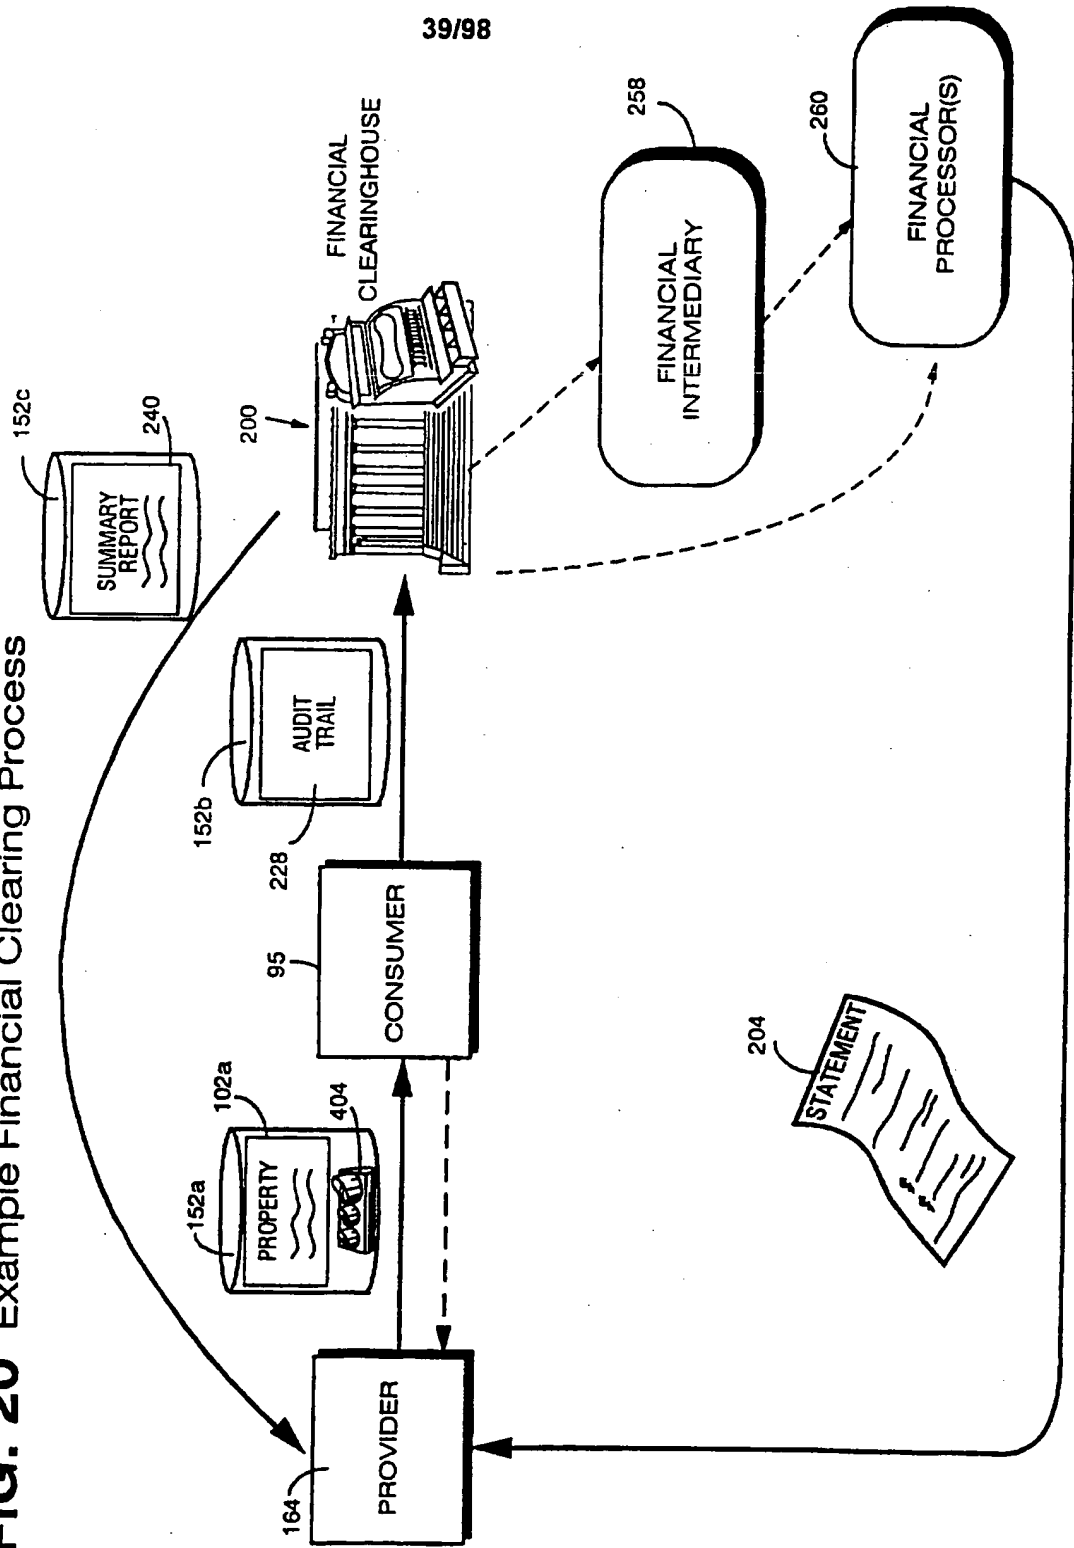 39/98
FIG. 20 Example Financial Clearing Process
152c
SUMMARY
REPORT
240
200
FINANCIAL
CLEARINGHOUSE
152b
AUDIT
TRAIL
228
152a
PROPERTY
102a
404
95
CONSUMER
164
PROVIDER
258
FINANCIAL
INTERMEDIARY
260
FINANCIAL
PROCESSOR(S)
204
STATEMENT
$
$